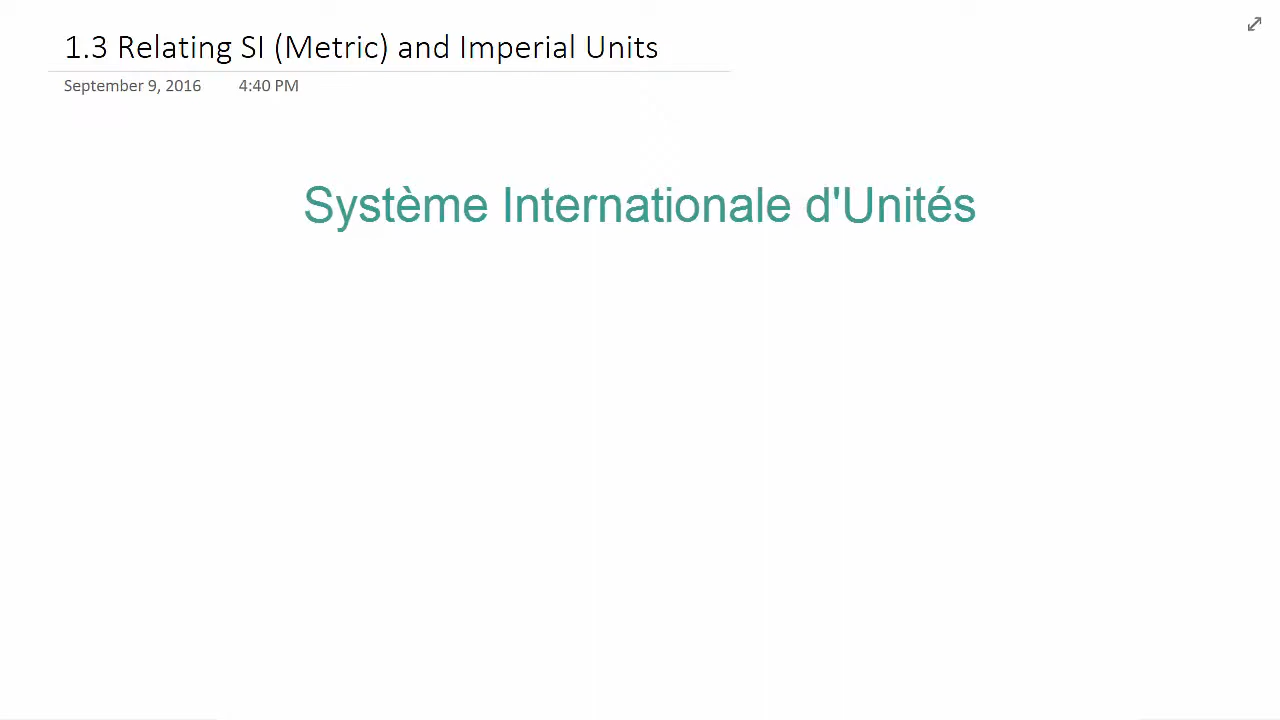 1.3 Relating SI (Metric) and Imperial Units
September 9, 2016 4:40 PM
Système Internationale d'Unités